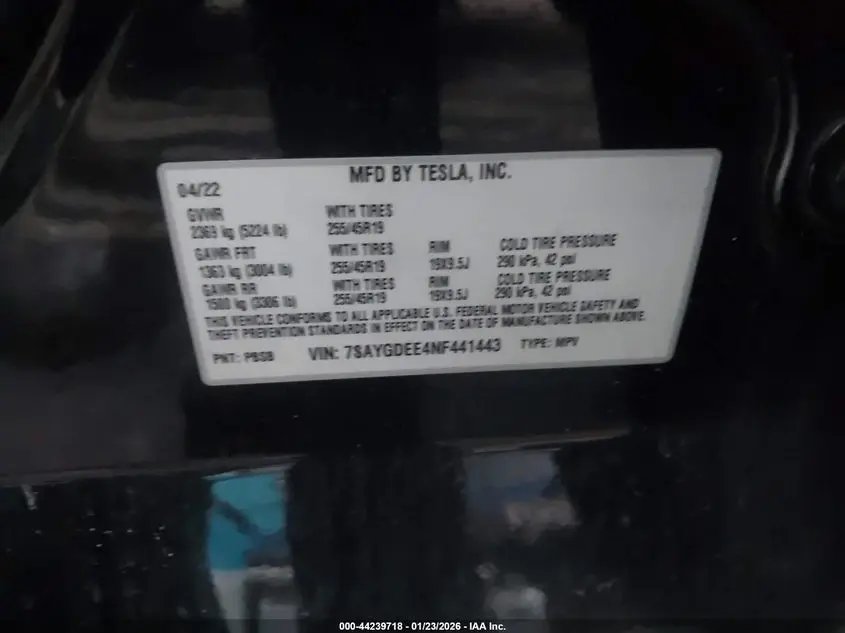 MFD BY TESLA, INC.
04/22
GVWR WITH TIRES
2369 kg (5224 lb) 255/45R19
GAWR FRT WITH TIRES RIM COLD TIRE PRESSURE
1363 kg (3004 lb) 255/45R19 19X9.5J 290 kPa, 42 psi
GAWR RR WITH TIRES RIM COLD TIRE PRESSURE
1500 kg (3306 lb) 255/45R19 19X9.5J 290 kPa, 42 psi
THIS VEHICLE CONFORMS TO ALL APPLICABLE U.S. FEDERAL MOTOR VEHICLE SAFETY AND
THEFT PREVENTION STANDARDS IN EFFECT ON THE DATE OF MANUFACTURE SHOWN ABOVE.
PNT: PBSB VIN: 7SAYGDEE4NF441443 TYPE: MPV
000-44239718 - 01/23/2026 - IAA Inc.